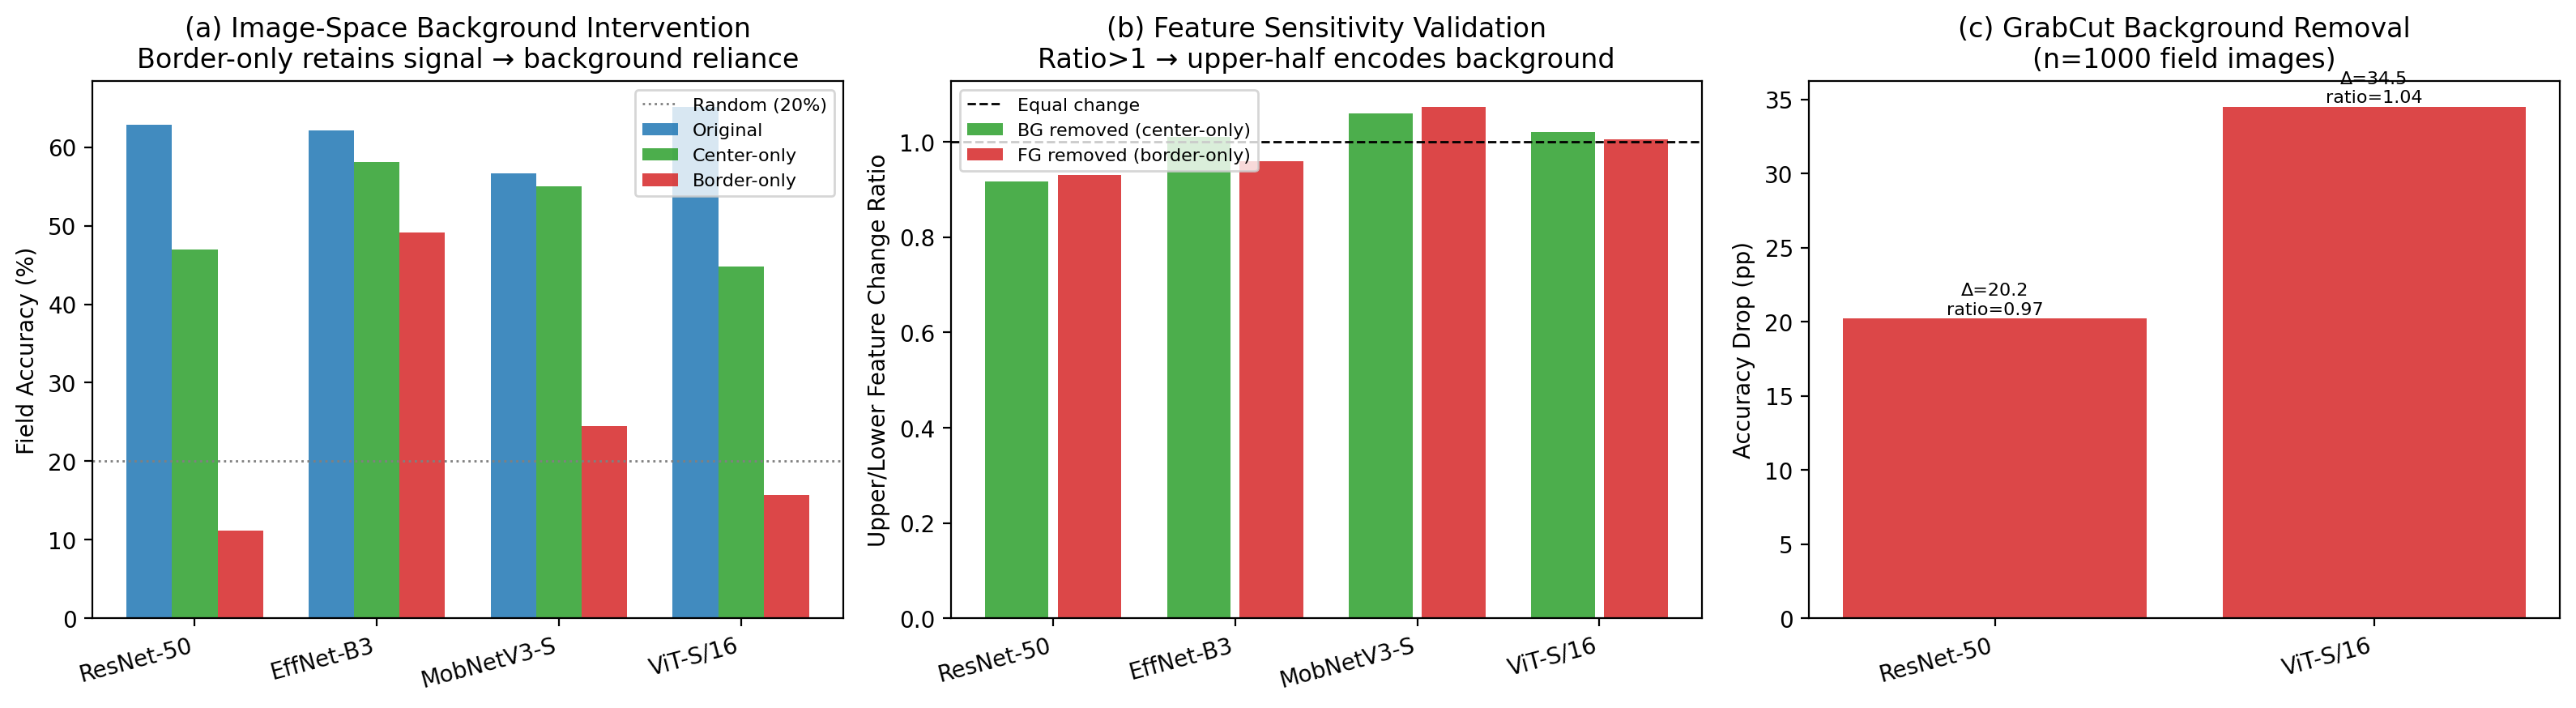 (a) Image-Space Background Intervention
Border-only retains signal → background reliance
Field Accuracy (%)
60
50
40
30
20
10
0
Random (20%)
Original
Center-only
Border-only
ResNet-50
EffNet-B3
MobNetV3-S
ViT-S/16
(b) Feature Sensitivity Validation
Ratio>1 → upper-half encodes background
Upper/Lower Feature Change Ratio
1.0
0.8
0.6
0.4
0.2
0.0
Equal change
BG removed (center-only)
FG removed (border-only)
ResNet-50
EffNet-B3
MobNetV3-S
ViT-S/16
(c) GrabCut Background Removal
(n=1000 field images)
Accuracy Drop (pp)
35
30
25
20
15
10
5
0
Δ=20.2
ratio=0.97
Δ=34.5
ratio=1.04
ResNet-50
ViT-S/16